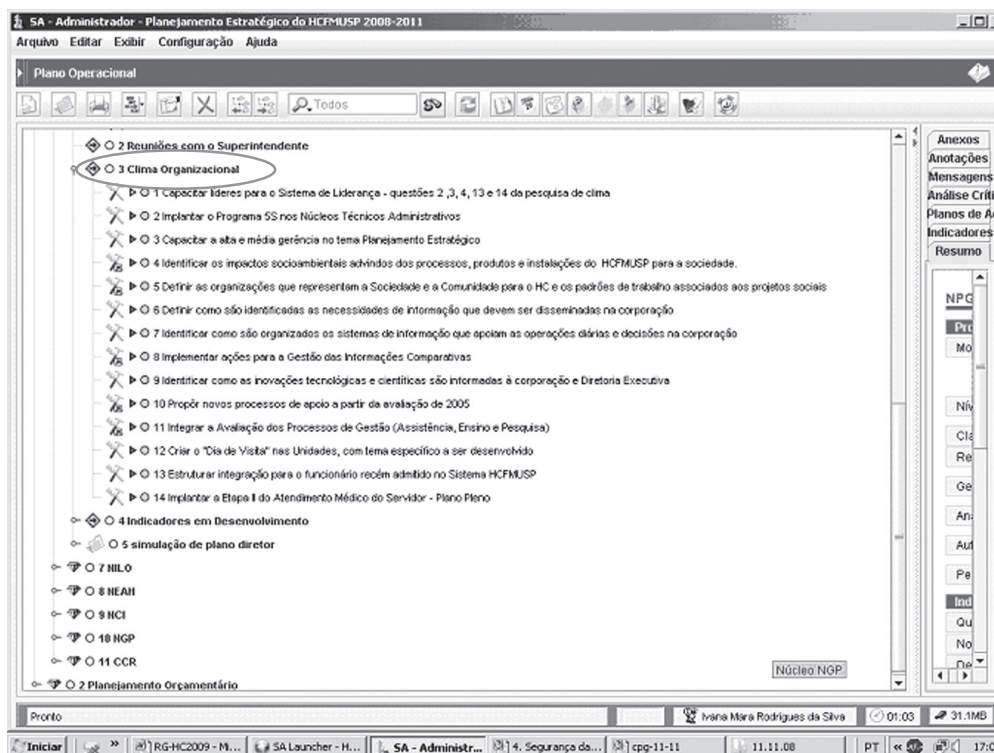 SA - Administrador - Planejamento Estratégico do HCFMUSP 2008-2011
Arquivo Editar Exibir Configuração Ajuda
Plano Operacional
Todos
2 Reuniões com o Superintendente
3 Clima Organizacional
1 Capacitar líderes para o Sistema de Liderança - questões 2 ,3, 4, 13 e 14 da pesquisa de clima
2 Implantar o Programa 5S nos Núcleos Técnicos Administrativos
3 Capacitar a alta e média gerência no tema Planejamento Estratégico
4 Identificar os impactos socioambientais advindos dos processos, produtos e instalações do HCFMUSP para a sociedade.
5 Definir as organizações que representam a Sociedade e a Comunidade para o HC e os padrões de trabalho associados aos projetos sociais
6 Definir como são identificadas as necessidades de informação que devem ser disseminadas na corporação
7 Identificar como são organizados os sistemas de informação que apoiam as operações diárias e decisões na corporação
8 Implementar ações para a Gestão das Informações Comparativas
9 Identificar como as inovações tecnológicas e científicas são informadas à corporação e Diretoria Executiva
10 Propôr novos processos de apoio a partir da avaliação de 2005
11 Integrar a Avaliação dos Processos de Gestão (Assistência, Ensino e Pesquisa)
12 Criar o "Dia de Visita" nas Unidades, com tema específico a ser desenvolvido
13 Estruturar integração para o funcionário recém admitido no Sistema HCFMUSP
14 Implantar a Etapa II do Atendimento Médico do Servidor - Plano Pleno
4 Indicadores em Desenvolvimento
5 simulação de plano diretor
7 NILO
8 NEAH
9 NCI
10 NGP
11 CCR
2 Planejamento Orçamentário
Núcleo NGP
Anexos
Anotações
Mensagens
Análise Críti
Planos de A
Indicadores
Resumo
NPG
Pro
Mo
Nív
Cla
Re
Ge
Aná
Aut
Pe
Ind
Qu
No
De
Pronto
Ivana Mara Rodrigues da Silva
01:03
31.1MB
Iniciar
»
RG-HC2009 - M...
SA Launcher - H...
SA - Administr...
4. Segurança da...
cpg-11-11
11.11.08
PT
«
17:0